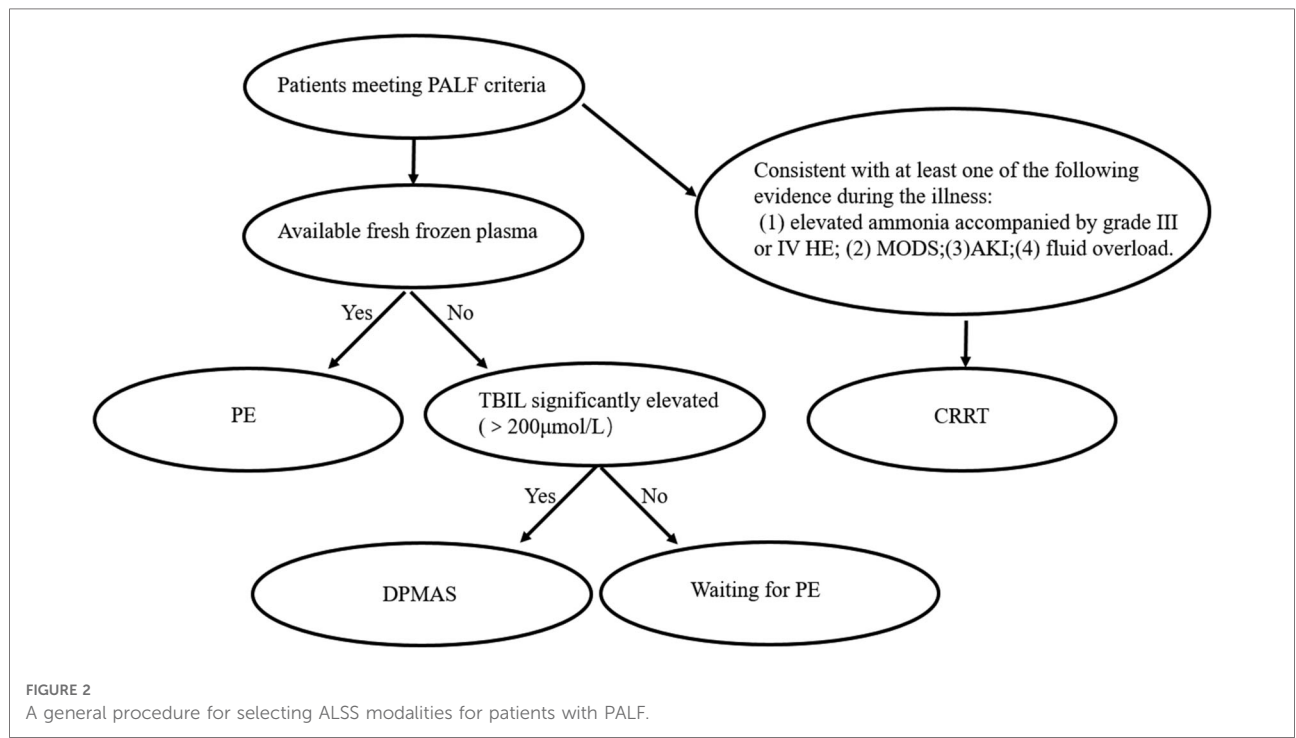 Patients meeting PALF criteria
Consistent with at least one of the following
evidence during the illness:
(1) elevated ammonia accompanied by grade III
or IV HE; (2) MODS;(3)AKI;(4) fluid overload.
Available fresh frozen plasma
Yes
No
PE
TBIL significantly elevated
( > 200μmol/L)
CRRT
Yes
No
DPMAS
Waiting for PE
FIGURE 2
A general procedure for selecting ALSS modalities for patients with PALF.